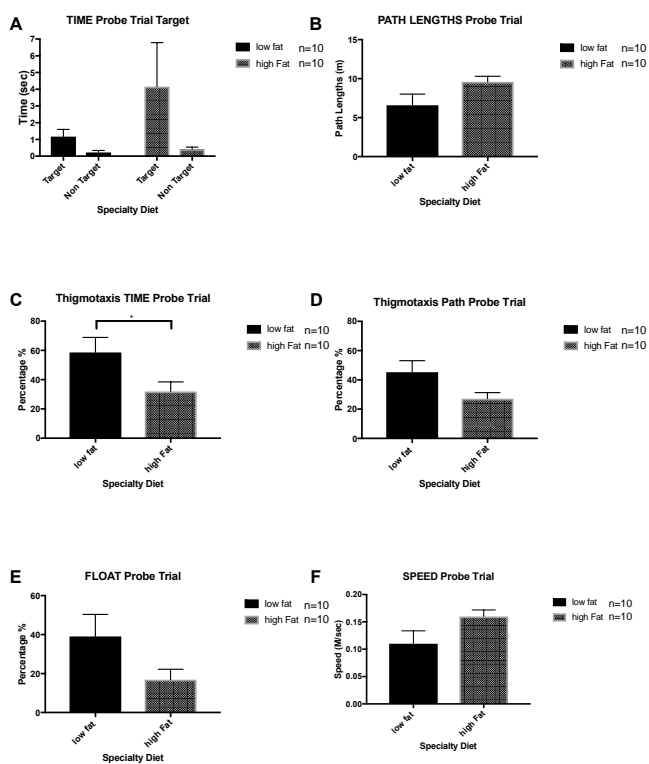 A
TIME Probe Trial Target
low fat n=10
high Fat n=10
Time (sec)
7
6
5
4
3
2
1
0
Target
Non Target
Target
Non Target
Specialty Diet
B
PATH LENGTHS Probe Trial
low fat n=10
high Fat n=10
Path Lengths (m)
15
10
5
0
low fat
high Fat
Specialty Diet
C
Thigmotaxis TIME Probe Trial
low fat n=10
high Fat n=10
Percentage %
80
60
40
20
0
*
low fat
high Fat
Specialty Diet
D
Thigmotaxis Path Probe Trial
low fat n=10
high Fat n=10
Percentage %
80
60
40
20
0
low fat
high Fat
Specialty Diet
E
FLOAT Probe Trial
low fat n=10
high Fat n=10
Percentage %
60
40
20
0
low fat
high Fat
Specialty Diet
F
SPEED Probe Trial
low fat n=10
high Fat n=10
Speed (M/sec)
0.20
0.15
0.10
0.05
0.00
low fat
high Fat
Specialty Diet